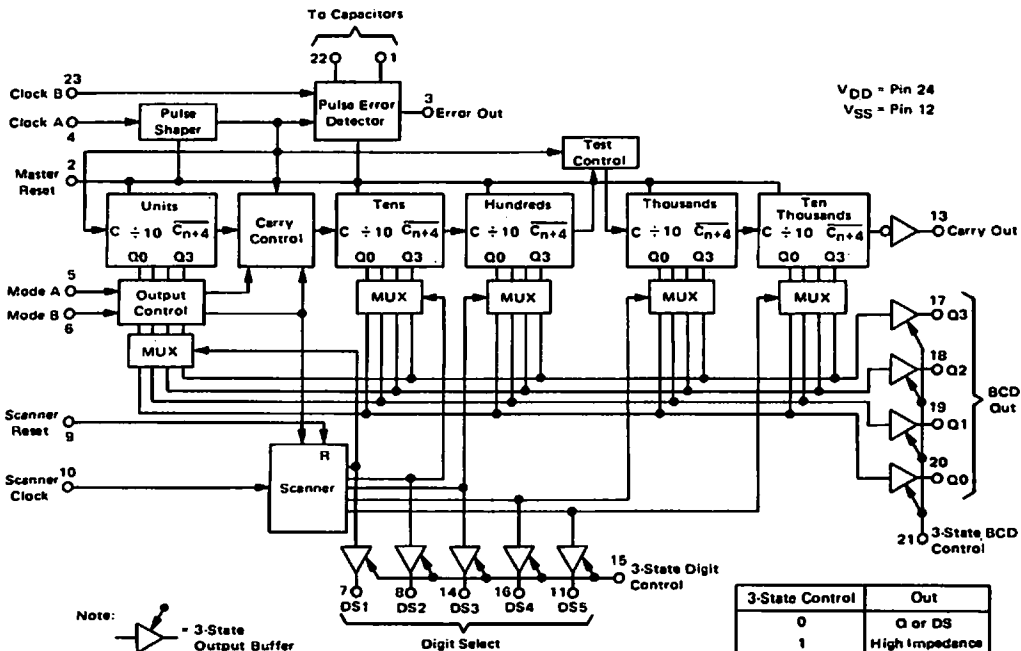 To Capacitors
22
1
23
Clock B
Pulse Error
Detector
3
Error Out
VDD = Pin 24
VSS = Pin 12
Clock A
4
Pulse
Shaper
Test
Control
2
Master
Reset
Units
C ÷10 Cn+4
Q0 Q3
Carry
Control
Tens
C ÷10 Cn+4
Q0 Q3
Hundreds
C ÷10 Cn+4
Q0 Q3
Thousands
C ÷10 Cn+4
Q0 Q3
Ten
Thousands
C ÷10 Cn+4
Q0 Q3
13
Carry Out
5
Mode A
Mode B
6
Output
Control
MUX
MUX
MUX
MUX
MUX
17
Q3
18
Q2
19
Q1
20
Q0
BCD
Out
21
3-State BCD
Control
Scanner
Reset
9
10
Scanner
Clock
R
Scanner
15
3-State Digit
Control
7
DS1
8
DS2
14
DS3
16
DS4
11
DS5
Digit Select
Note:
= 3-State
Output Buffer
3-State Control Out
0 Q or DS
1 High Impedance